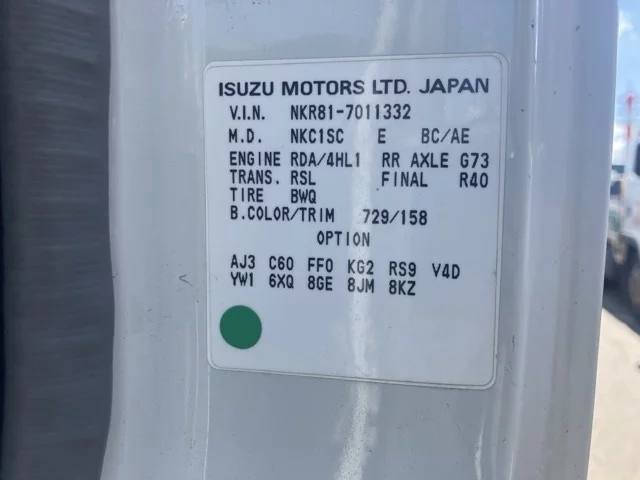 ISUZU MOTORS LTD. JAPAN
V.I.N. NKR81-7011332
M.D. NKC1SC E BC/AE
ENGINE RDA/4HL1 RR AXLE G73
TRANS. RSL FINAL R40
TIRE BWQ
B.COLOR/TRIM 729/158
OPTION
AJ3 C60 FF0 KG2 RS9 V4D
YW1 6XQ 8GE 8JM 8KZ